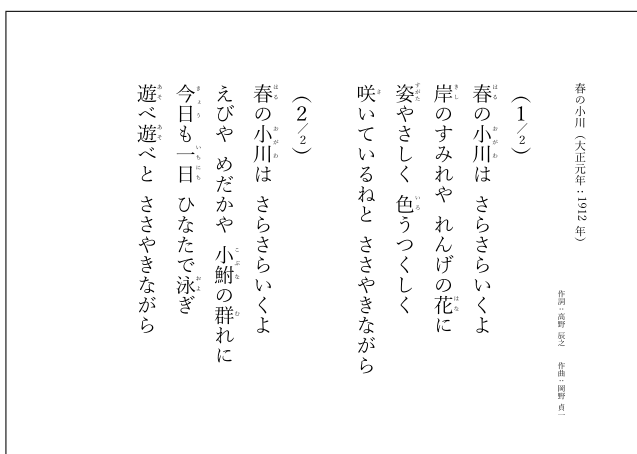 春の小川（大正元年：1912 年）
作詞：高野 辰之　作曲：岡野 貞一
（1/2）
春の小川は さらさらいくよ
岸のすみれや れんげの花に
姿やさしく 色うつくしく
咲いているねと ささやきながら
（2/2）
春の小川は さらさらいくよ
えびや めだかや 小鮒の群れに
今日も一日 ひなたで泳ぎ
遊べ遊べと ささやきながら